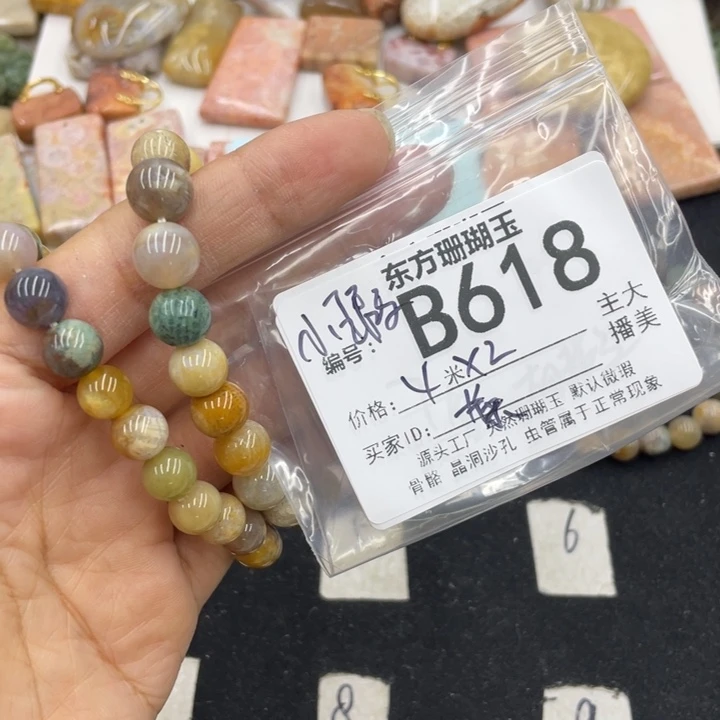 东方珊瑚玉
编号: B618
主播 大美
价格: 4米X2
买家ID:
源头工厂 天然珊瑚玉 默认微瑕
骨骼 晶洞沙孔 虫管属于正常现象
6
8
9